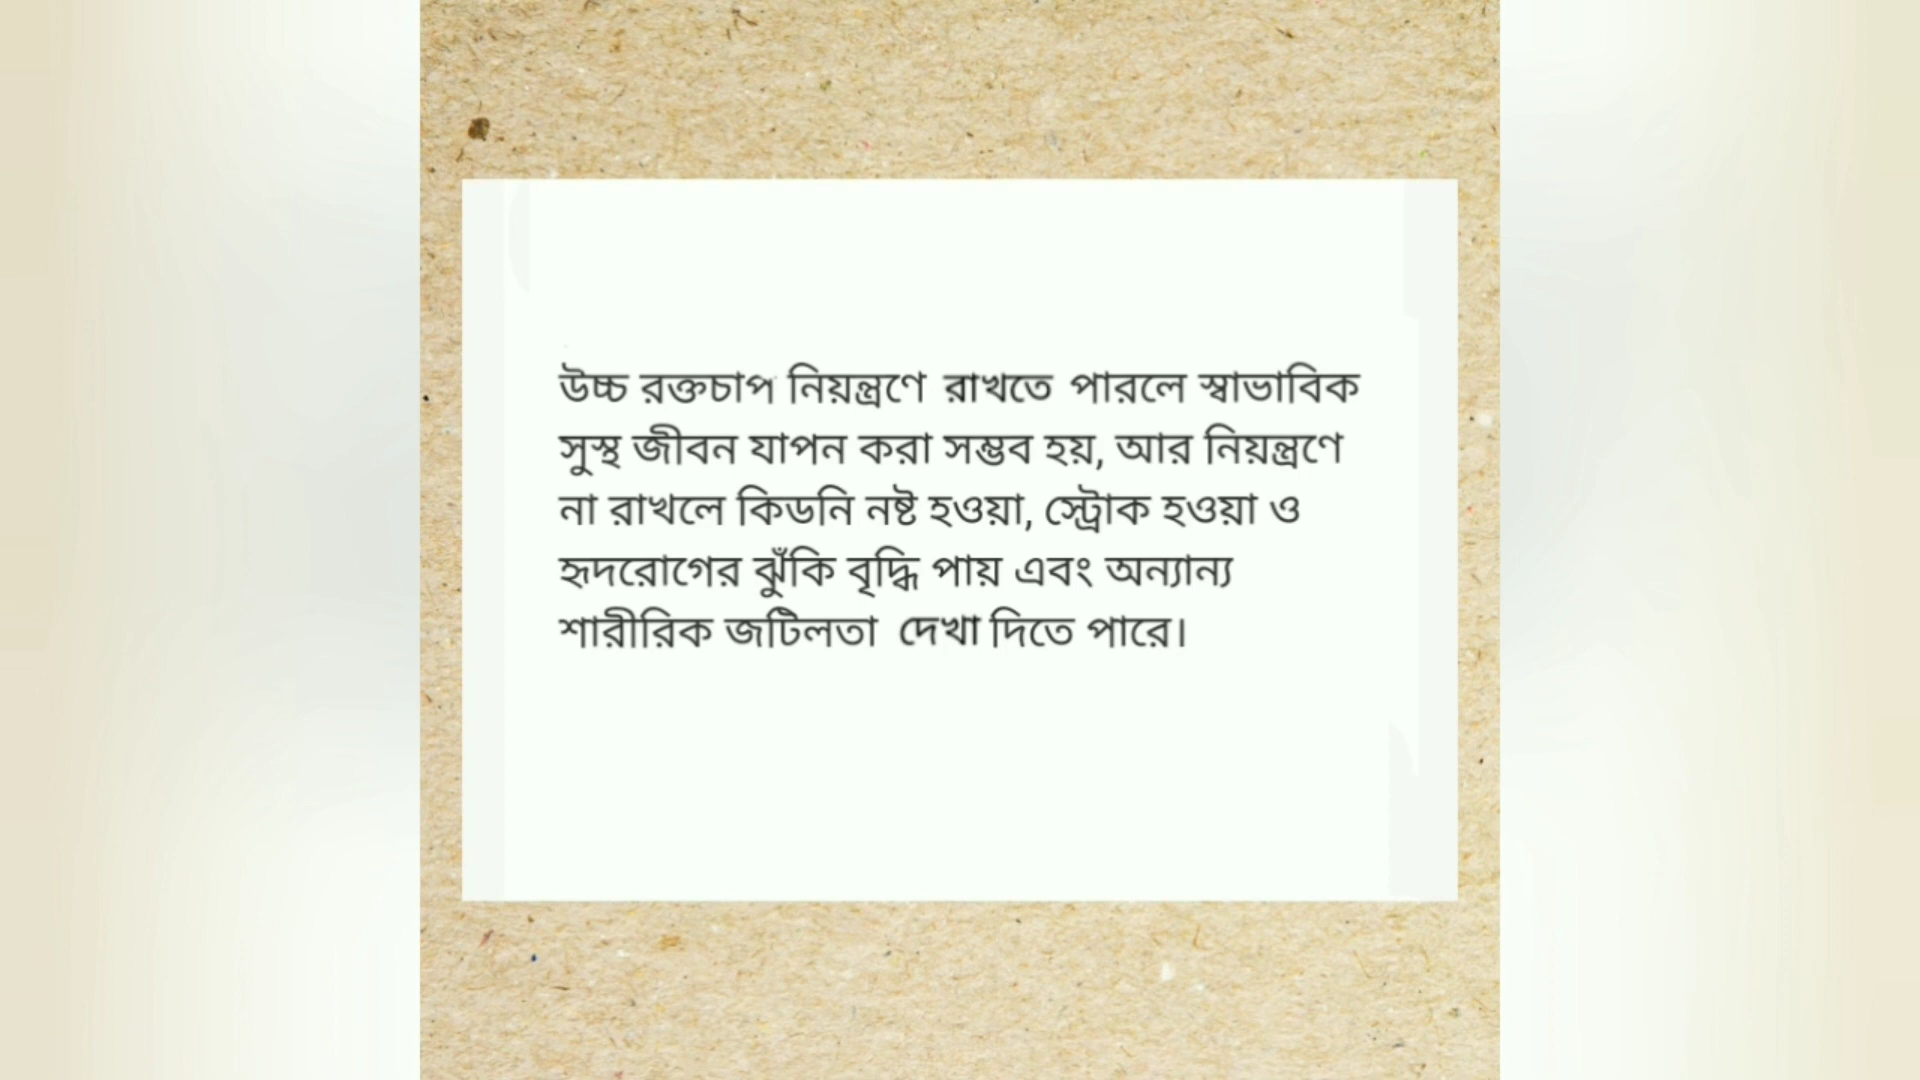 উচ্চ রক্তচাপ নিয়ন্ত্রণে রাখতে পারলে স্বাভাবিক
সুস্থ জীবন যাপন করা সম্ভব হয়, আর নিয়ন্ত্রণে
না রাখলে কিডনি নষ্ট হওয়া, স্ট্রোক হওয়া ও
হৃদরোগের ঝুঁকি বৃদ্ধি পায় এবং অন্যান্য
শারীরিক জটিলতা দেখা দিতে পারে।